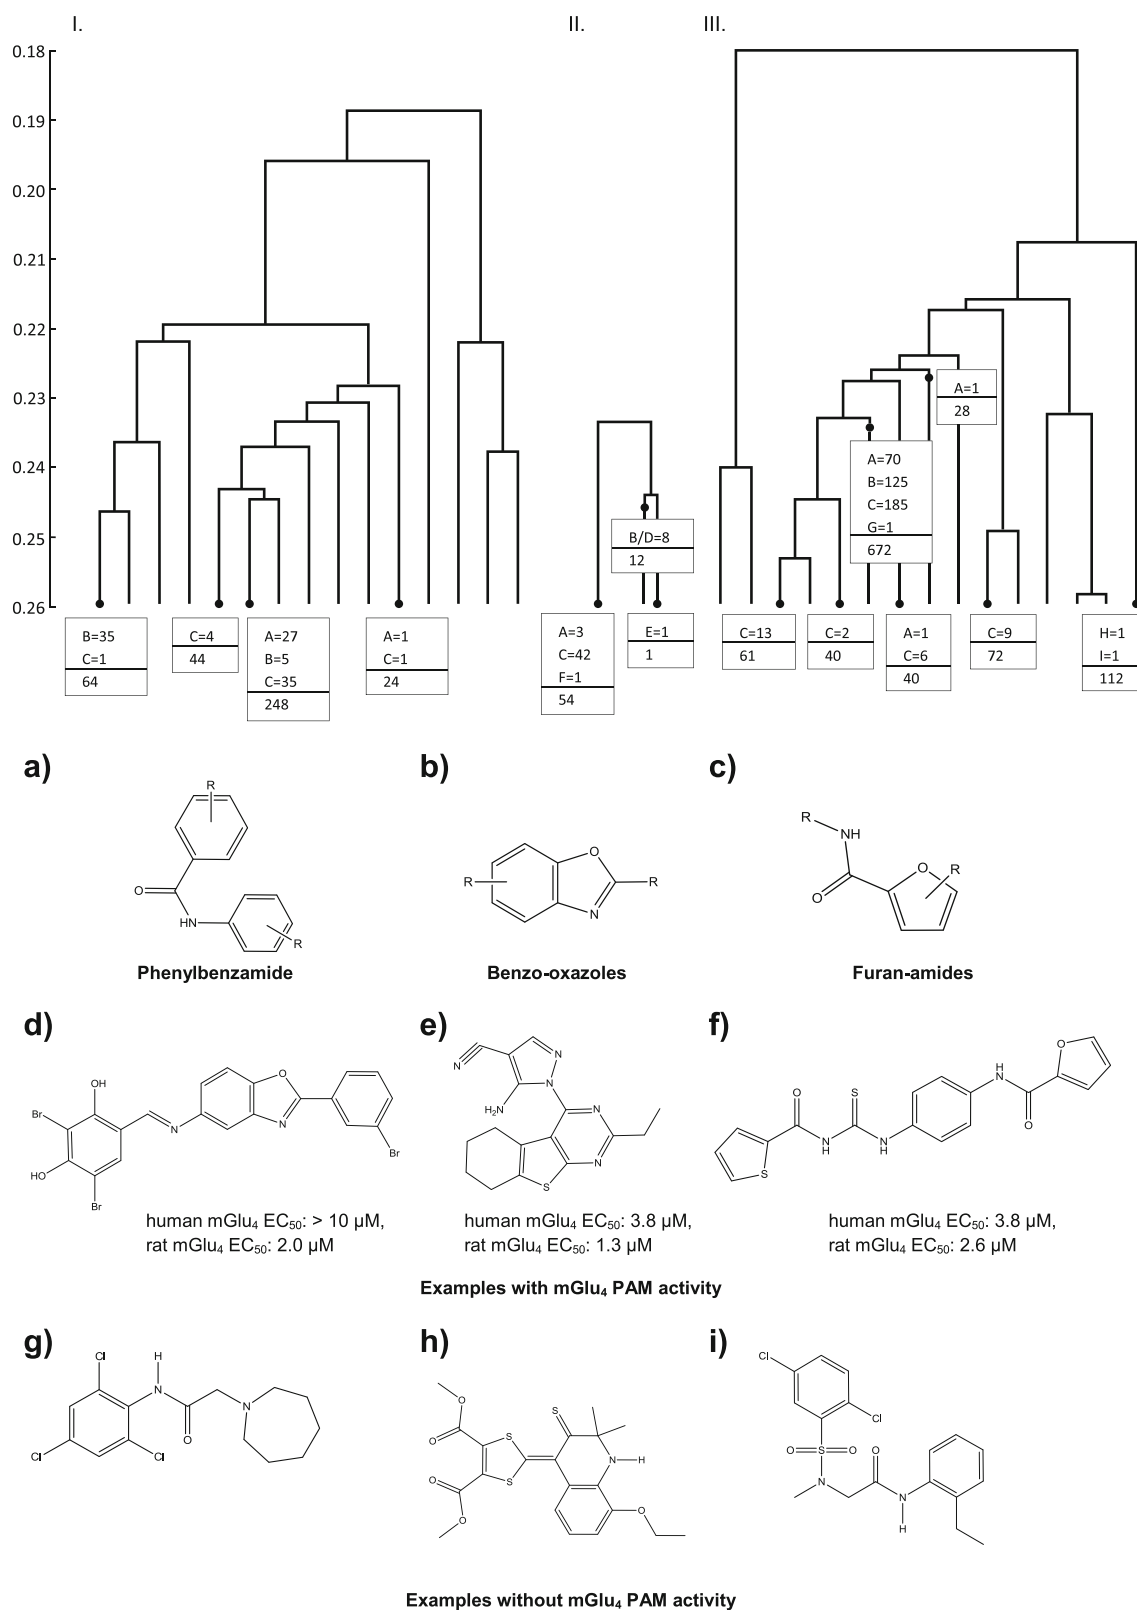 I.
II.
III.
0.18
0.19
0.20
0.21
0.22
0.23
0.24
0.25
0.26
A=1
28
A=70
B=125
C=185
G=1
672
B/D=8
12
B=35
C=1
64
C=4
44
A=27
B=5
C=35
248
A=1
C=1
24
A=3
C=42
F=1
54
E=1
1
C=13
61
C=2
40
A=1
C=6
40
C=9
72
H=1
I=1
112
a)
b)
c)
R
O
HN
R
R
O
N
R
R
NH
O
O
R
Phenylbenzamide
Benzo-oxazoles
Furan-amides
d)
e)
f)
OH
Br
HO
Br
N
O
N
Br
N
N
H₂N
N
N
N
S
O
S
S
N
H
N
H
H
N
O
O
human mGlu₄ EC₅₀: > 10 µM,
rat mGlu₄ EC₅₀: 2.0 µM
human mGlu₄ EC₅₀: 3.8 µM,
rat mGlu₄ EC₅₀: 1.3 µM
human mGlu₄ EC₅₀: 3.8 µM,
rat mGlu₄ EC₅₀: 2.6 µM
Examples with mGlu₄ PAM activity
g)
h)
i)
Cl
H
N
Cl
Cl
O
N
O
O
S
S
S
O
O
N
H
O
Cl
Cl
O
S
O
N
O
N
H
Examples without mGlu₄ PAM activity